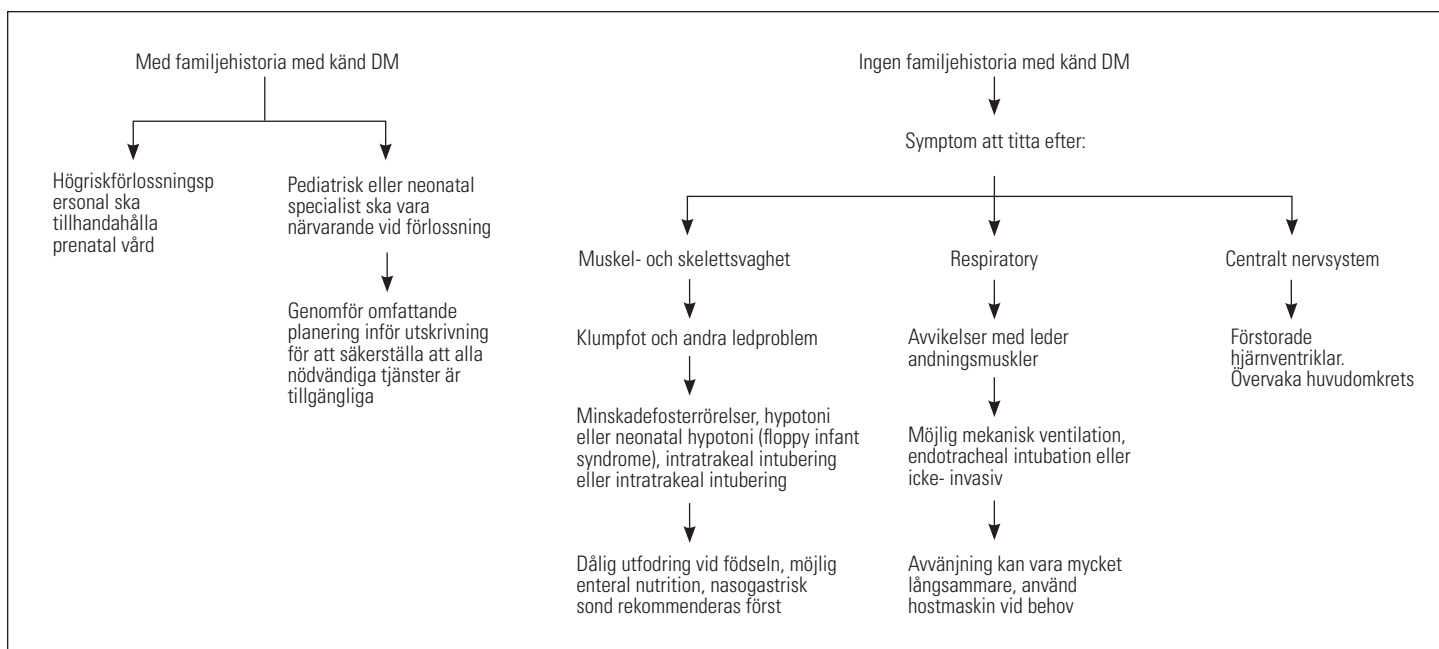 Med familjehistoria med känd DM
Högriskförlossningsp
ersonal ska
tillhandahålla
prenatal vård
Pediatrisk eller neonatal
specialist ska vara
närvarande vid förlossning
Genomför omfattande
planering inför utskrivning
för att säkerställa att alla
nödvändiga tjänster är
tillgängliga
Ingen familjehistoria med känd DM
Symptom att titta efter:
Muskel- och skelettsvaghet
Klumpfot och andra ledproblem
Minskadefosterrörelser, hypotoni
eller neonatal hypotoni (floppy infant
syndrome), intratrakeal intubering
eller intratrakeal intubering
Dålig utfodring vid födseln, möjlig
enteral nutrition, nasogastrisk
sond rekommenderas först
Respiratory
Avvikelser med leder
andningsmuskler
Möjlig mekanisk ventilation,
endotracheal intubation eller
icke- invasiv
Avvänjning kan vara mycket
långsammare, använd
hostmaskin vid behov
Centralt nervsystem
Förstorade
hjärnventriklar.
Övervaka huvudomkrets